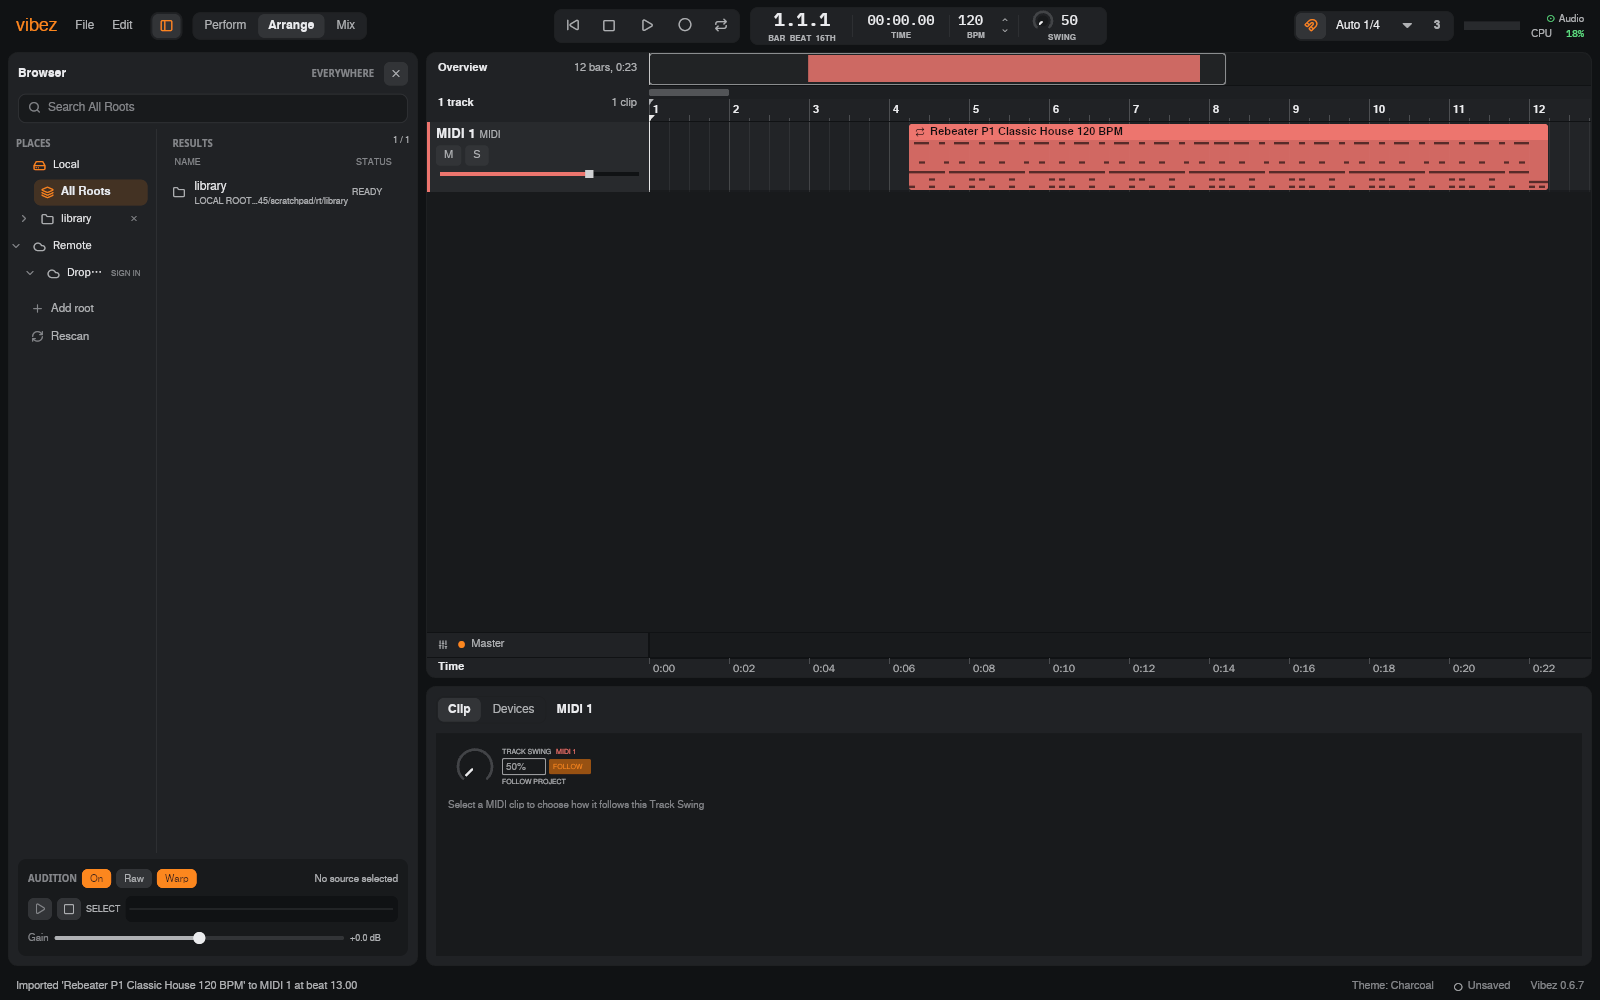 vibez File Edit Perform Arrange Mix
1.1.1 00:00.00 120 50
BAR BEAT 16TH TIME BPM SWING
Auto 1/4 3
Audio
CPU 18%
Browser EVERYWHERE
Search All Roots
PLACES
Local
All Roots
library
Remote
Drop··· SIGN IN
Add root
Rescan
RESULTS 1 / 1
NAME STATUS
library
LOCAL ROOT...45/scratchpad/rt/library READY
AUDITION On Raw Warp No source selected
SELECT
Gain +0.0 dB
Overview 12 bars, 0:23
1 track 1 clip
1 2 3 4 5 6 7 8 9 10 11 12
MIDI 1 MIDI
M S
Rebeater P1 Classic House 120 BPM
Master
Time 0:00 0:02 0:04 0:06 0:08 0:10 0:12 0:14 0:16 0:18 0:20 0:22
Clip Devices MIDI 1
TRACK SWING MIDI 1
50% FOLLOW
FOLLOW PROJECT
Select a MIDI clip to choose how it follows this Track Swing
Imported 'Rebeater P1 Classic House 120 BPM' to MIDI 1 at beat 13.00
Theme: Charcoal Unsaved Vibez 0.6.7